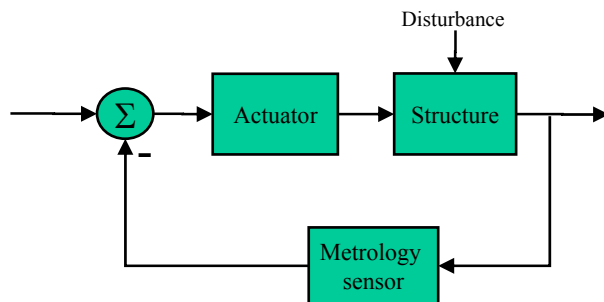 Disturbance
Σ
Actuator
Structure
-
Metrology
sensor